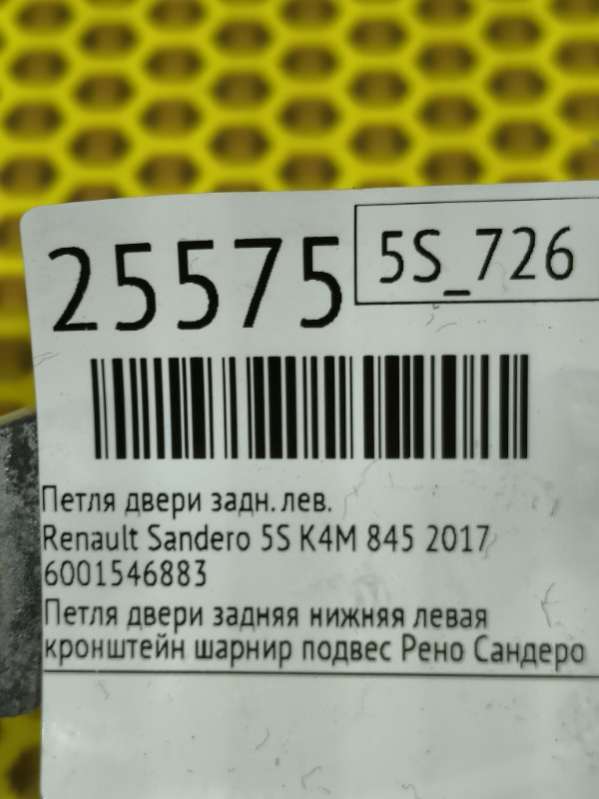 25575
5S_726
Петля двери задн. лев.
Renault Sandero 5S K4M 845 2017
6001546883
Петля двери задняя нижняя левая
кронштейн шарнир подвес Рено Сандеро